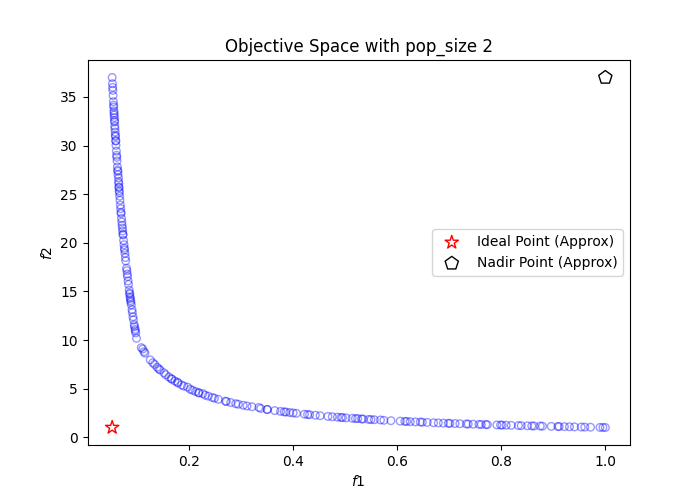 Objective Space with pop_size 2
f2
35
30
25
20
15
10
5
0
Ideal Point (Approx)
Nadir Point (Approx)
0.2 0.4 0.6 0.8 1.0
f1